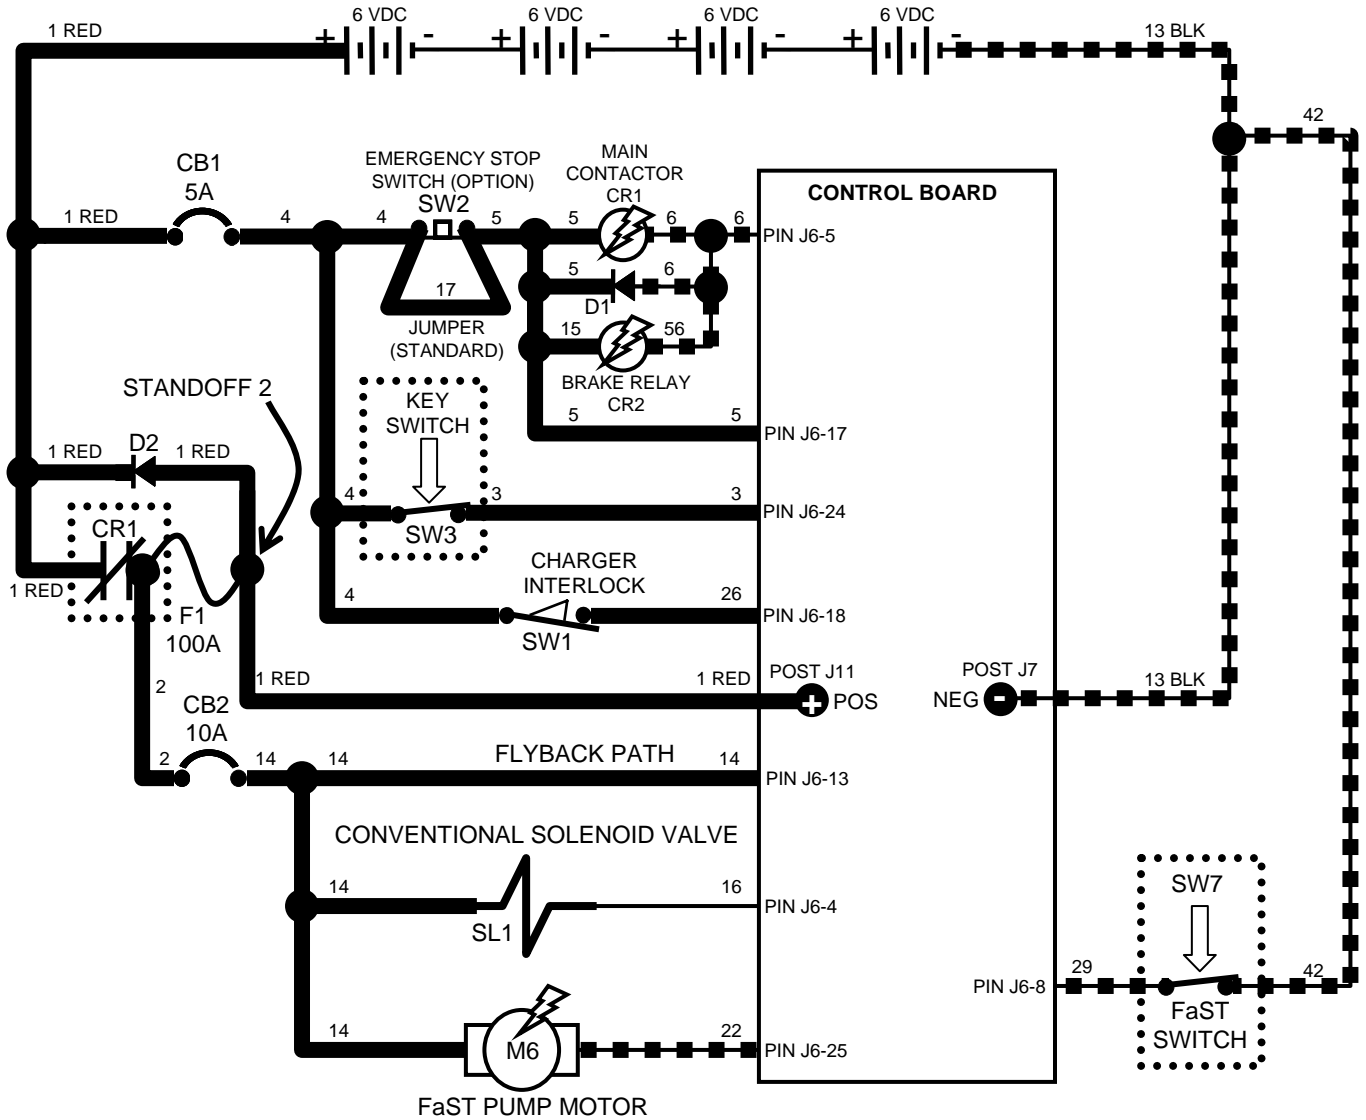 6 VDC 6 VDC 6 VDC 6 VDC
1 RED + - + - + - + - 13 BLK
42
CB1
5A
EMERGENCY STOP
SWITCH (OPTION)
SW2
MAIN
CONTACTOR
CR1
CONTROL BOARD
1 RED 4 4 5 5 6 6 PIN J6-5
5 6
D1
17
JUMPER
(STANDARD)
15 56
BRAKE RELAY
CR2
STANDOFF 2
KEY
SWITCH
5 5 PIN J6-17
1 RED D2 1 RED
4 3 3 PIN J6-24
SW3
CR1
1 RED
F1
100A
CHARGER
INTERLOCK
4 26 PIN J6-18
SW1
1 RED 1 RED POST J11
+ POS
POST J7
NEG - 13 BLK
2
CB2
10A
2 14 14 FLYBACK PATH 14 PIN J6-13
CONVENTIONAL SOLENOID VALVE
14 16 PIN J6-4
SL1
SW7
PIN J6-8 29 42
FaST
SWITCH
14 M6 22 PIN J6-25
FaST PUMP MOTOR